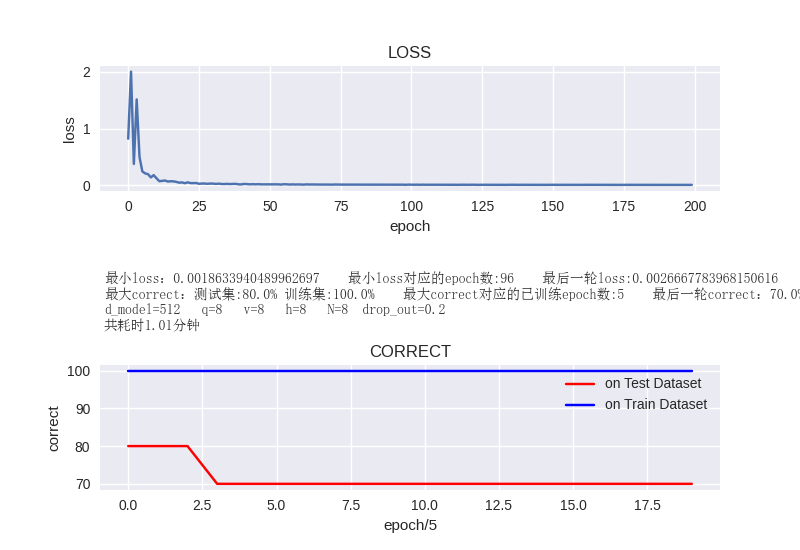 LOSS
2
1
0
loss
0 25 50 75 100 125 150 175 200
epoch
最小loss: 0.0018633940489962697 最小loss对应的epoch数:96 最后一轮loss:0.0026667783968150616
最大correct: 测试集:80.0% 训练集:100.0% 最大correct对应的已训练epoch数:5 最后一轮correct: 70.0%
d_model=512 q=8 v=8 h=8 N=8 drop_out=0.2
共耗时1.01分钟
CORRECT
100
90
80
70
correct
on Test Dataset
on Train Dataset
0.0 2.5 5.0 7.5 10.0 12.5 15.0 17.5
epoch/5